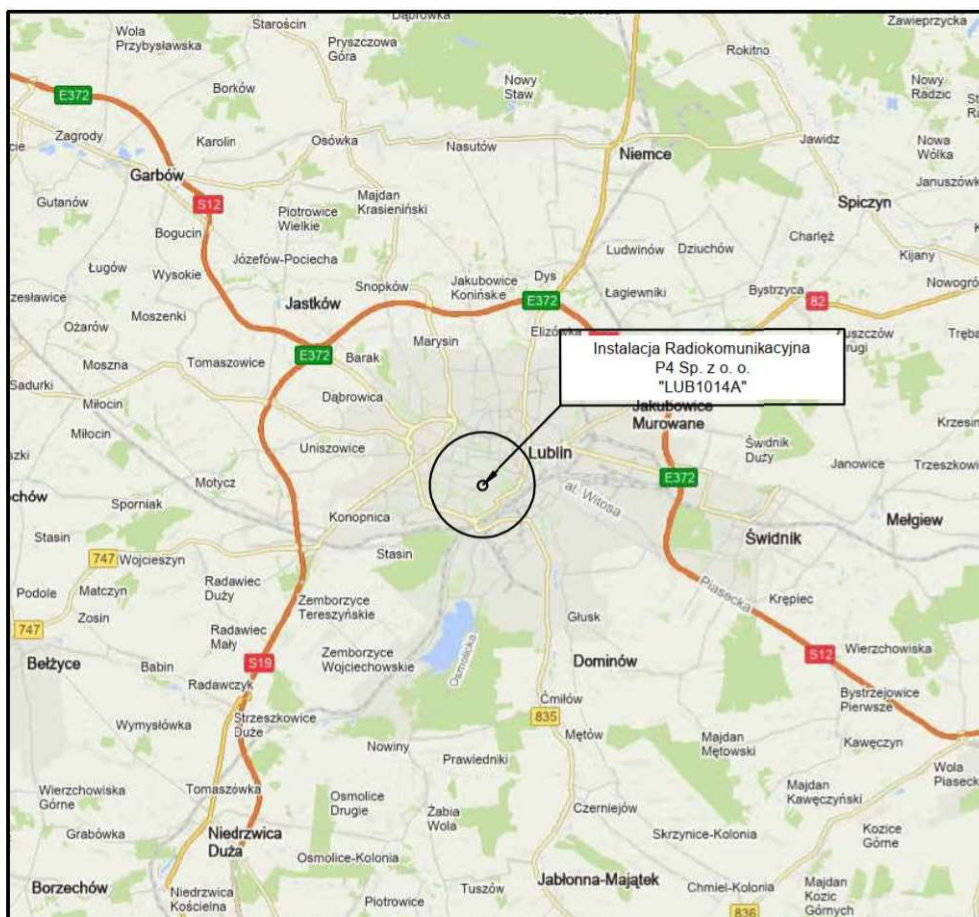 Wola
Przybysławska
Starościn
Dąbrówka
Zawieprzycka
Pryszczowa
Góra
Rokitno
Nowy
Staw
Nowy
Radzic
Borków
E372
Zagrody
Karolin
Osówka
Nasutów
Niemce
Jawidz
Nowa
Wólka
Garbów
Januszówk
Gutanów
S12
Majdan
Krasieniński
Piotrowice
Wielkie
Spiczyn
Bogucin
Charlęż
Ludwinów
Dziuchów
Józefów-Pociecha
Kijany
Ługów
Wysokie
Snopków
Jakubowice
Konińskie
Dys
Bystrzyca
Nowogró
Jastków
E372
Łagiewniki
82
Ożarów
Moszenki
Marysin
Elizówka
Instalacja Radiokomunikacyjna
P4 Sp. z o. o.
"LUB1014A"
E372
Barak
Moszna
Tomaszowice
Sadurki
Dąbrowica
Miłocin
Miłocin
Jakubowice
Murowane
Krzesin
Uniszowice
Lublin
Świdnik
Duży
Janowice
Trzeszkowi
Motycz
E372
al. Witosa
Sporniak
Konopnica
Mełgiew
Stasin
Stasin
Świdnik
747
Wojcieszyn
Podole
Matczyn
Radawiec
Duży
Piasecka
Krępiec
Zosin
Zemborzyce
Tereszyńskie
Głusk
747
Radawiec
Mały
Osmolicka
Bełżyce
Babin
S19
Zemborzyce
Wojciechowskie
Dominów
S12
Wierzchowiska
Radawczyk
Ćmiłów
Bystrzejowice
Pierwsze
Wymysłówka
Strzeszkowice
Duże
835
Mętów
Nowiny
Prawiedniki
Majdan
Mętowski
Kawęczyn
Wola
Piaseck
Wierzchowiska
Górne
Tomaszówka
Osmolice
Drugie
Żabia
Wola
Czerniejów
Majdan
Kawęczyński
Grabówka
Niedrzwica
Duża
Skrzynice-Kolonia
Kozice
Górne
Osmolice-Kolonia
Borzechów
Niedrzwica
Kościelna
Piotrowice
Tuszów
Jabłonna-Majątek
Chmiel-Kolonia
Majdan
Kozic
Górnych
836